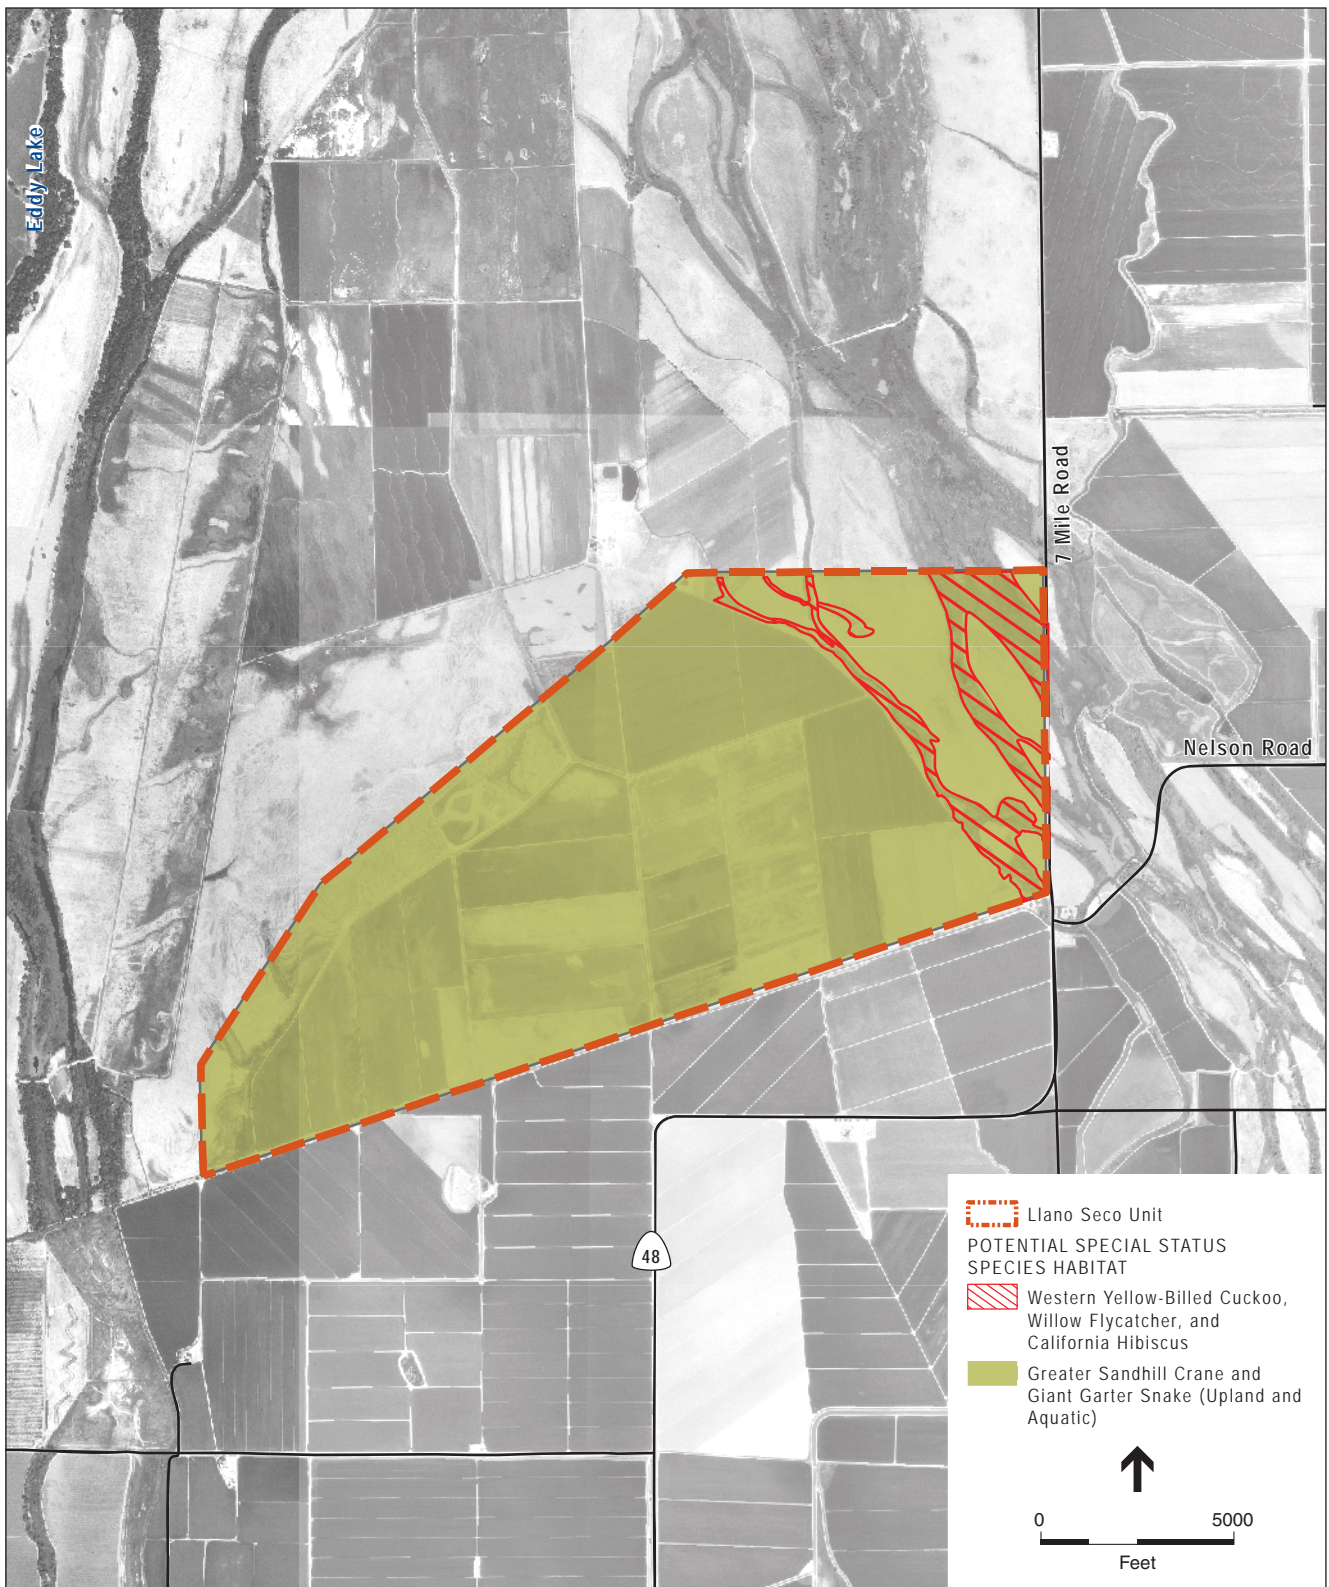 Eddy Lake
7 Mile Road
Nelson Road
48
Llano Seco Unit
POTENTIAL SPECIAL STATUS
SPECIES HABITAT
Western Yellow-Billed Cuckoo,
Willow Flycatcher, and
California Hibiscus
Greater Sandhill Crane and
Giant Garter Snake (Upland and
Aquatic)
0 5000
Feet